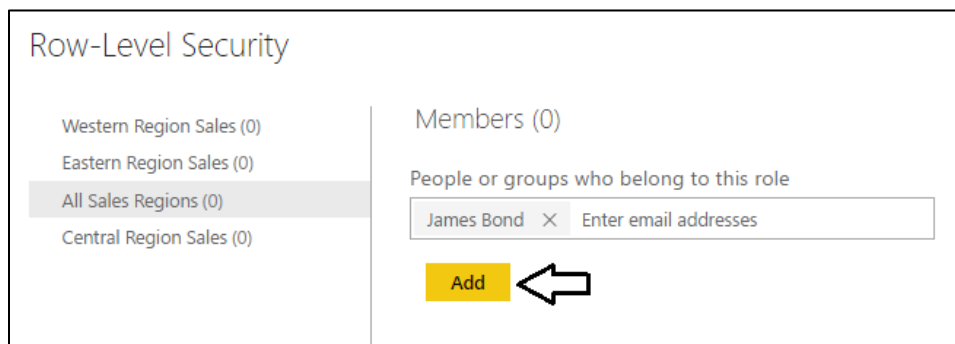 Row-Level Security
Western Region Sales (0)
Eastern Region Sales (0)
All Sales Regions (0)
Central Region Sales (0)
Members (0)
People or groups who belong to this role
James Bond × Enter email addresses
Add